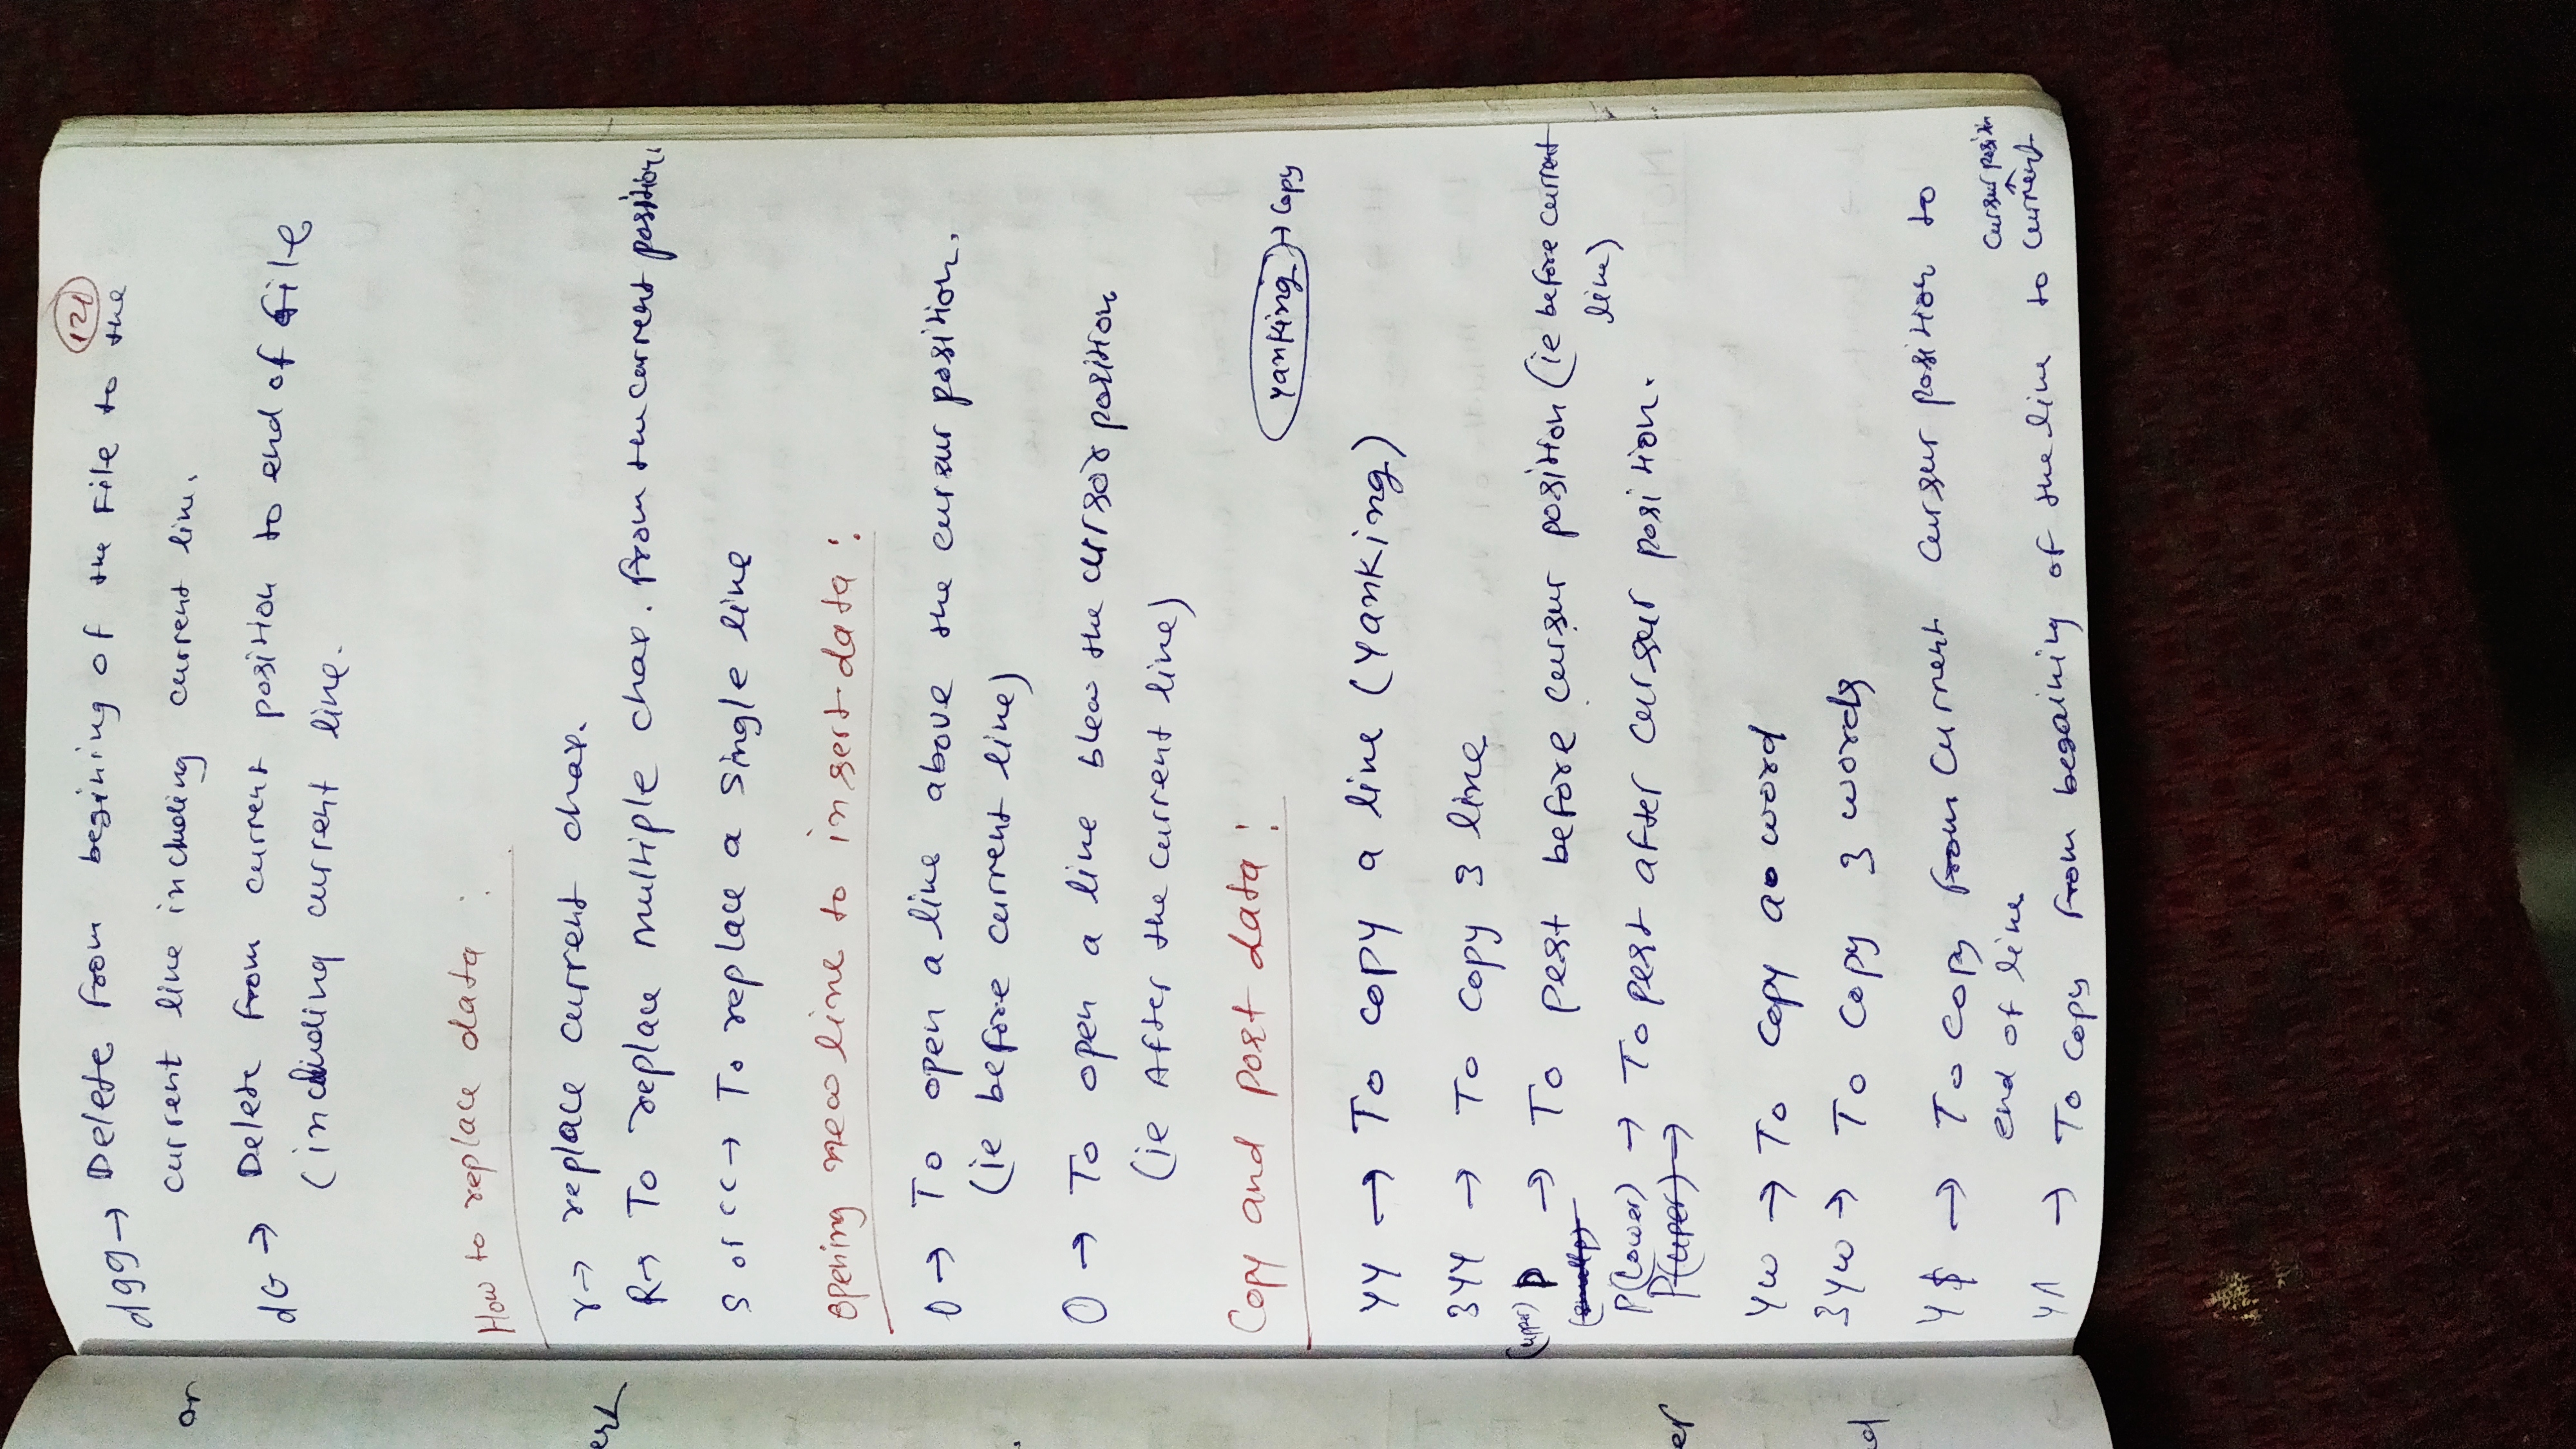 121
dgg → Delete from begining of the File to the
current line including current line.
dG → Delete from current position to end of file
(including current line.
How to replace data :
r → replace current char.
R → To replace multiple char. from the current position.
S or cc → To replace a single line
opening new line to insert data :
O → To open a line above the cursur position.
(ie before current line)
O → To open a line blew the cursor position
(ie After the current line)
Copy and past data :
yanking → Copy
yy → To copy a line (Yanking)
3yy → To copy 3 line
(upper) P → To pest before cursur position (ie before current
line)
(small p)
p(lower) → To pest after cursur position.
P(uper) →
yw → To copy a word
3yw → To copy 3 words
y$ → To copy from current cursur position to
end of line
cursur positin
y^ → To copy from begaining of the line to current
or
er